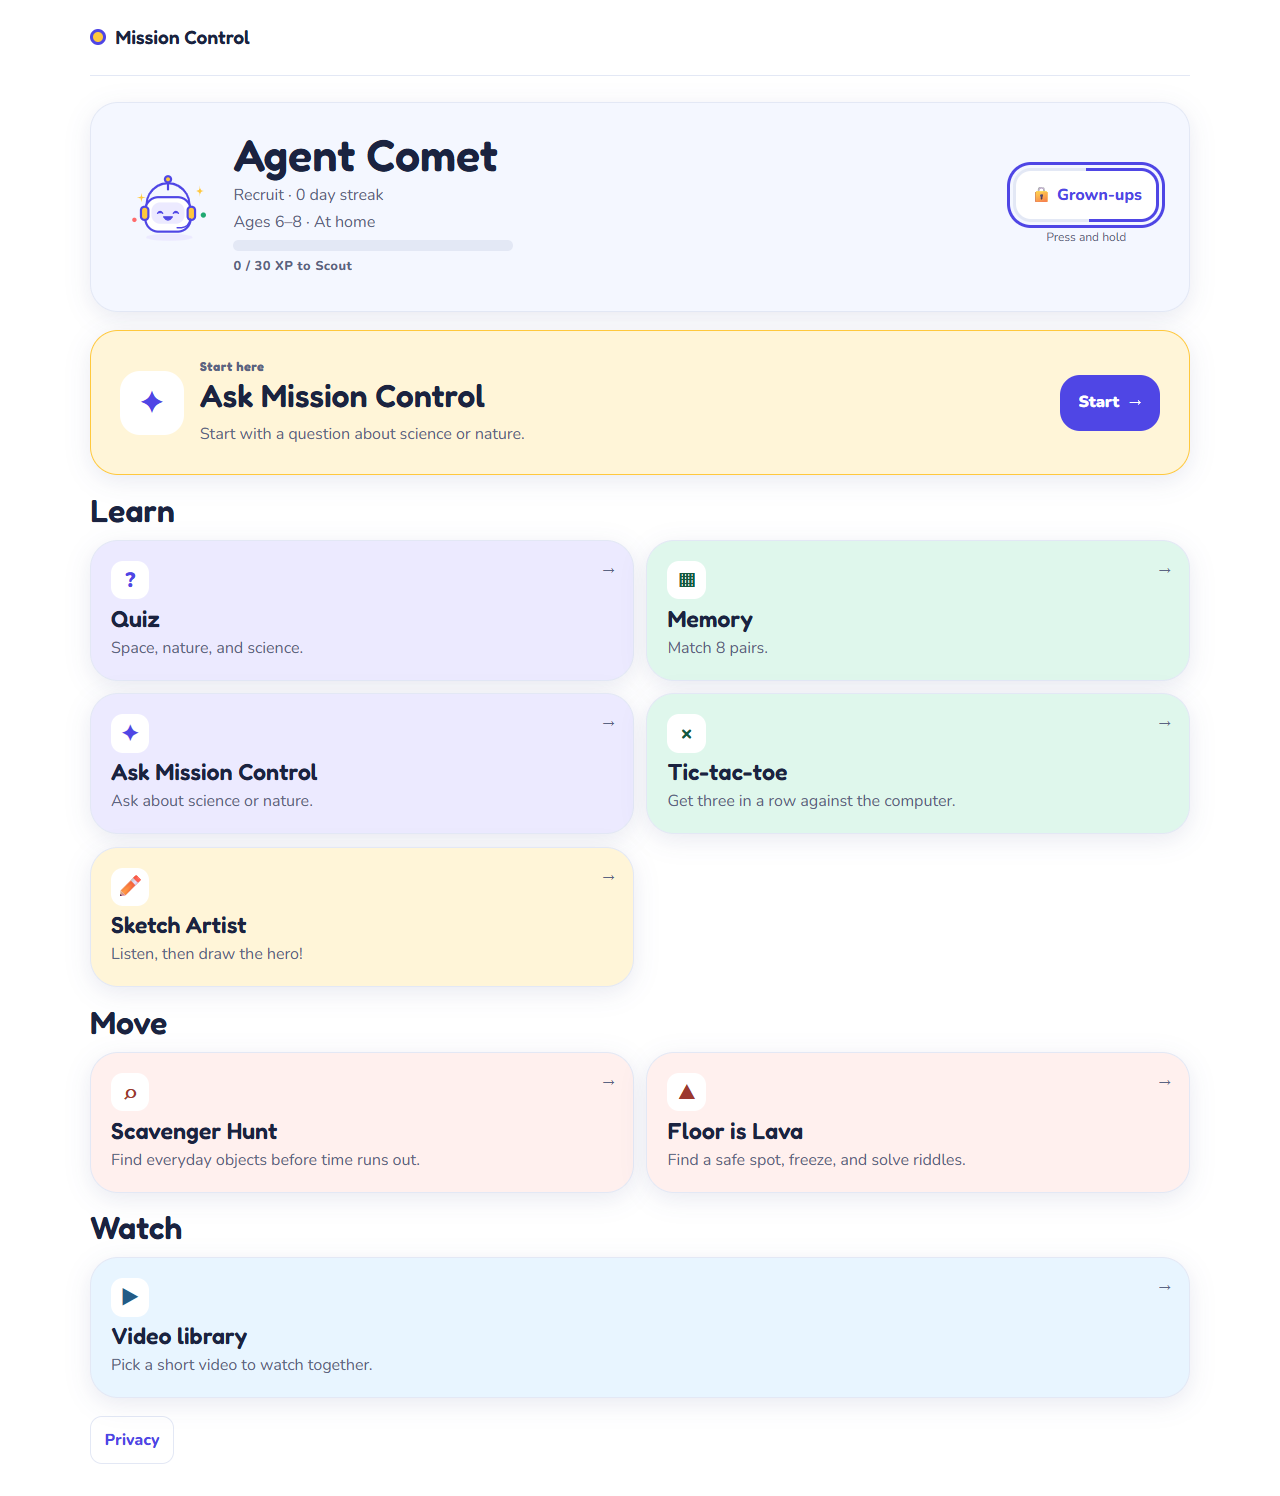 Mission Control
Agent Comet
Recruit · 0 day streak
Ages 6–8 · At home
0 / 30 XP to Scout
Grown-ups
Press and hold
Start here
Ask Mission Control
Start with a question about science or nature.
Start →
Learn
?
→
Quiz
Space, nature, and science.
→
Memory
Match 8 pairs.
→
Ask Mission Control
Ask about science or nature.
×
→
Tic-tac-toe
Get three in a row against the computer.
→
Sketch Artist
Listen, then draw the hero!
Move
→
Scavenger Hunt
Find everyday objects before time runs out.
→
Floor is Lava
Find a safe spot, freeze, and solve riddles.
Watch
→
Video library
Pick a short video to watch together.
Privacy